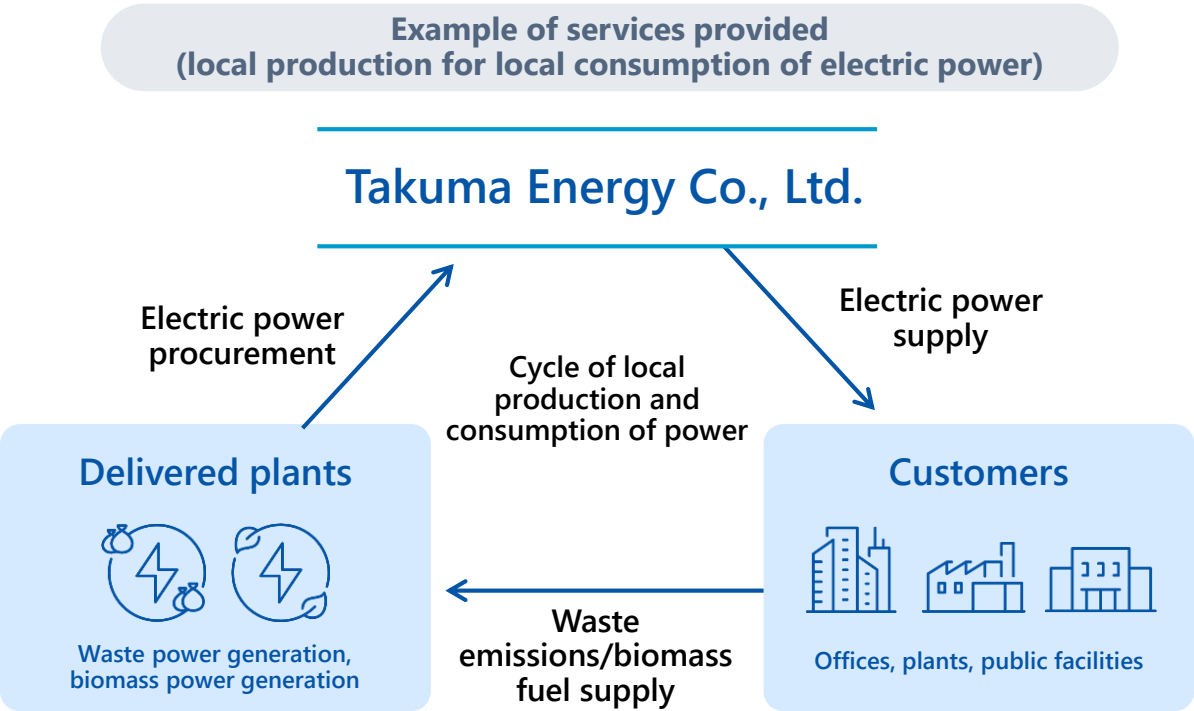 Example of services provided
(local production for local consumption of electric power)
Takuma Energy Co., Ltd.
Electric power
procurement
Electric power
supply
Cycle of local
production and
consumption of power
Delivered plants
Waste power generation,
biomass power generation
Customers
Offices, plants, public facilities
Waste
emissions/biomass
fuel supply